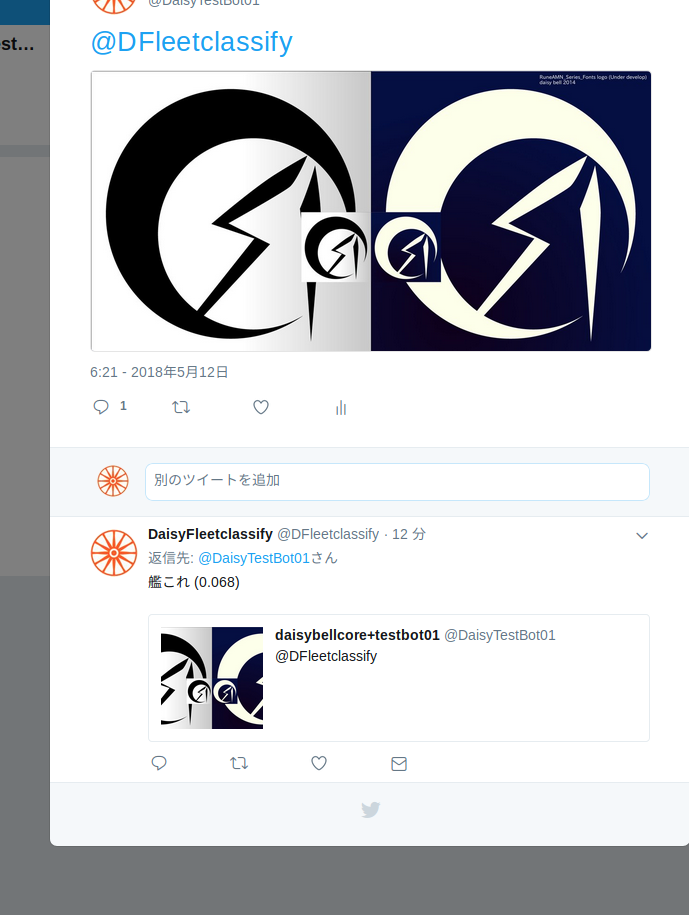 @DaisyTestBot01
est…
@DFleetclassify
RuneAMN_Series_Fonts logo (Under develop)
daisy bell 2014
6:21 - 2018年5月12日
1
別のツイートを追加
DaisyFleetclassify @DFleetclassify · 12 分
返信先: @DaisyTestBot01さん
艦これ (0.068)
daisybellcore+testbot01 @DaisyTestBot01
@DFleetclassify